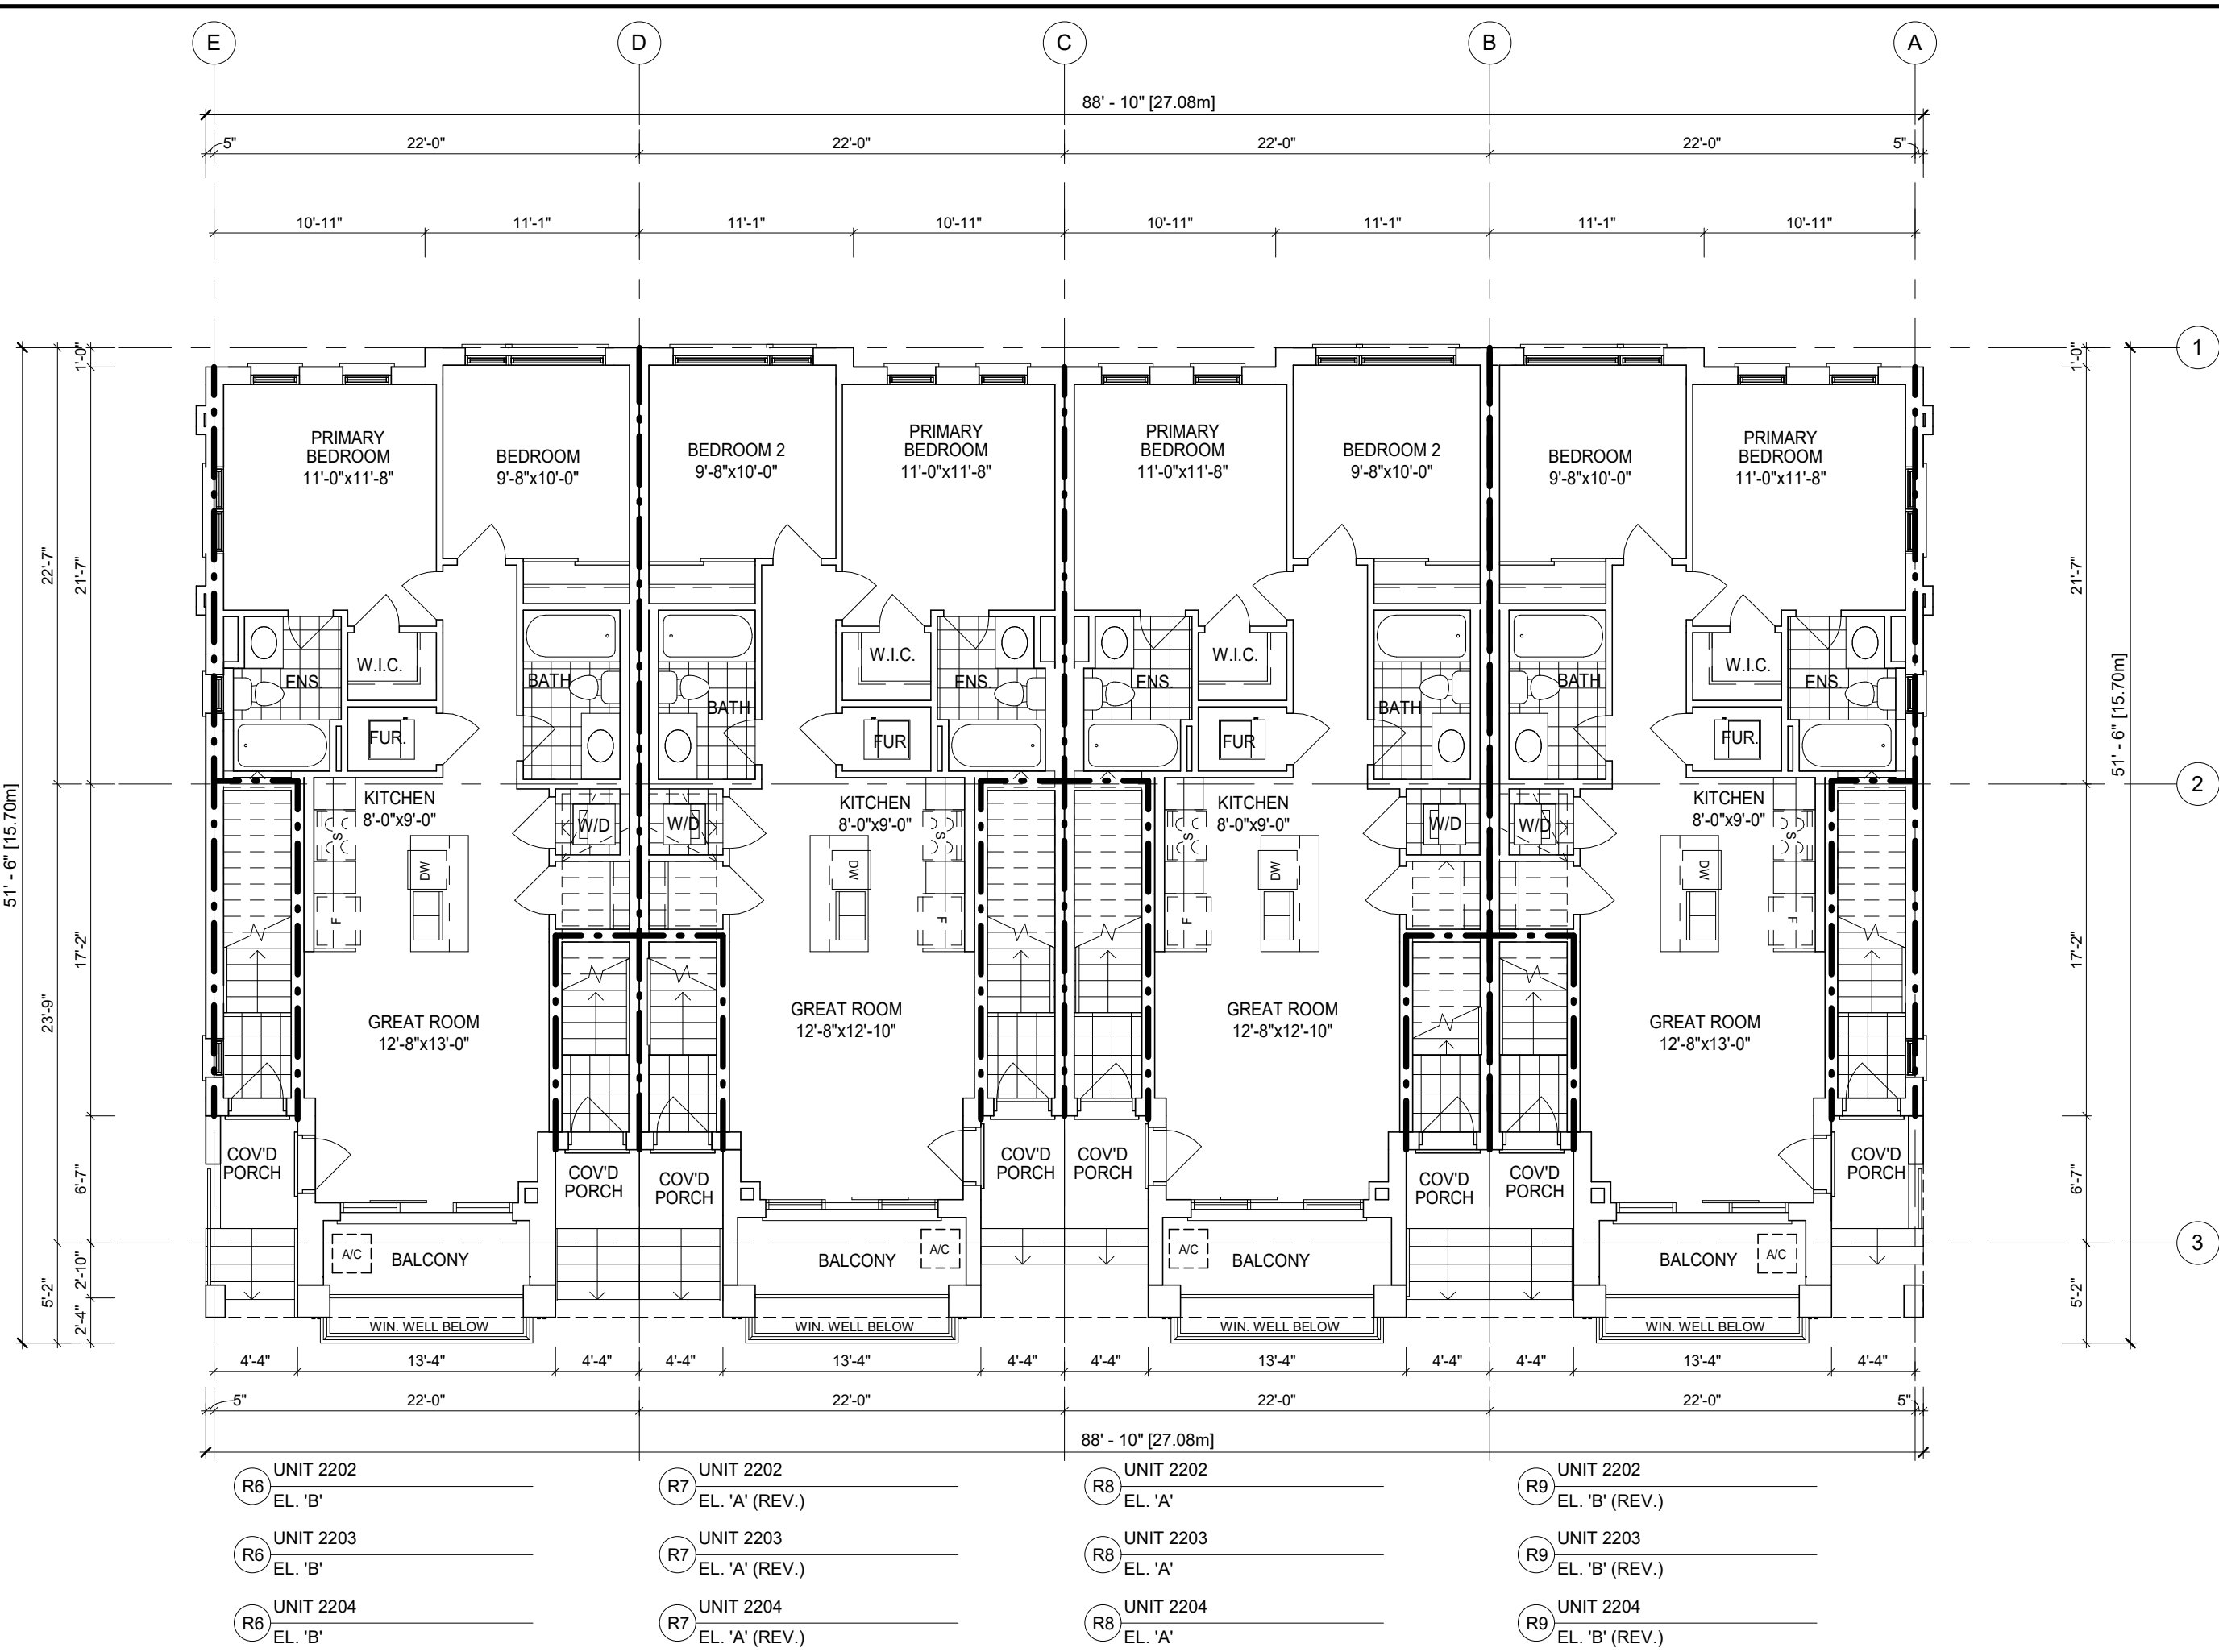 E
D
C
B
A
88' - 10" [27.08m]
5"
22'-0"
22'-0"
22'-0"
22'-0"
5"
10'-11"
11'-1"
11'-1"
10'-11"
10'-11"
11'-1"
11'-1"
10'-11"
1
2
3
51' - 6" [15.70m]
22'-7"
23'-9"
5'-2"
1'-0"
21'-7"
17'-2"
6'-7"
2'-10"
2'-4"
PRIMARY
BEDROOM
11'-0"x11'-8"
BEDROOM
9'-8"x10'-0"
BEDROOM 2
9'-8"x10'-0"
PRIMARY
BEDROOM
11'-0"x11'-8"
PRIMARY
BEDROOM
11'-0"x11'-8"
BEDROOM 2
9'-8"x10'-0"
BEDROOM
9'-8"x10'-0"
PRIMARY
BEDROOM
11'-0"x11'-8"
ENS.
W.I.C.
BATH
BATH
W.I.C.
ENS.
ENS.
W.I.C.
BATH
BATH
W.I.C.
ENS.
FUR.
FUR
FUR
FUR.
KITCHEN
8'-0"x9'-0"
W/D
W/D
KITCHEN
8'-0"x9'-0"
KITCHEN
8'-0"x9'-0"
W/D
W/D
KITCHEN
8'-0"x9'-0"
S
DW
F
DW
S
F
S
DW
F
DW
S
F
GREAT ROOM
12'-8"x13'-0"
GREAT ROOM
12'-8"x12'-10"
GREAT ROOM
12'-8"x12'-10"
GREAT ROOM
12'-8"x13'-0"
COV'D
PORCH
COV'D
PORCH
COV'D
PORCH
COV'D
PORCH
COV'D
PORCH
COV'D
PORCH
COV'D
PORCH
COV'D
PORCH
A/C
BALCONY
BALCONY
A/C
A/C
BALCONY
BALCONY
A/C
WIN. WELL BELOW
WIN. WELL BELOW
WIN. WELL BELOW
WIN. WELL BELOW
1'-0"
21'-7"
17'-2"
6'-7"
5'-2"
51' - 6" [15.70m]
4'-4"
13'-4"
4'-4"
4'-4"
13'-4"
4'-4"
4'-4"
13'-4"
4'-4"
4'-4"
13'-4"
4'-4"
5"
22'-0"
22'-0"
22'-0"
22'-0"
5"
88' - 10" [27.08m]
R6
UNIT 2202
EL. 'B'
R7
UNIT 2202
EL. 'A' (REV.)
R8
UNIT 2202
EL. 'A'
R9
UNIT 2202
EL. 'B' (REV.)
R6
UNIT 2203
EL. 'B'
R7
UNIT 2203
EL. 'A' (REV.)
R8
UNIT 2203
EL. 'A'
R9
UNIT 2203
EL. 'B' (REV.)
R6
UNIT 2204
EL. 'B'
R7
UNIT 2204
EL. 'A' (REV.)
R8
UNIT 2204
EL. 'A'
R9
UNIT 2204
EL. 'B' (REV.)